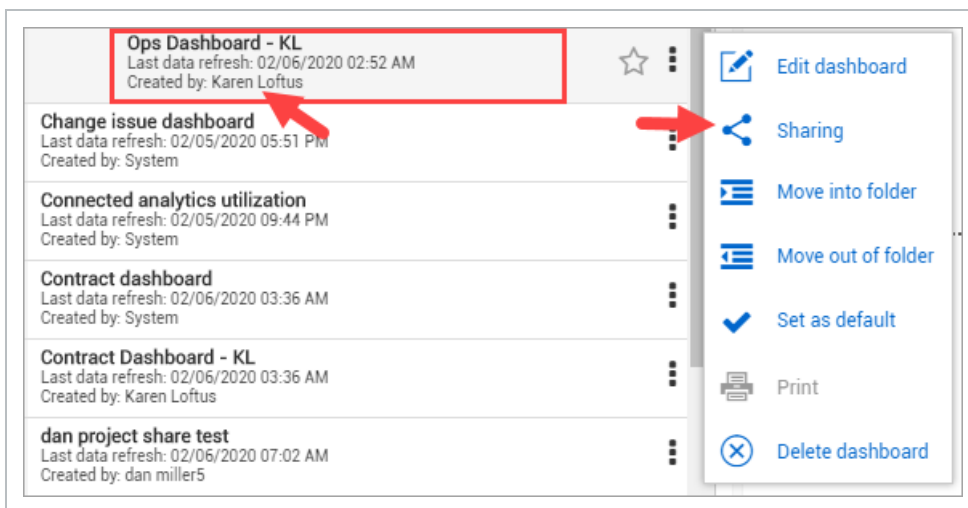 Ops Dashboard - KL
Last data refresh: 02/06/2020 02:52 AM
Created by: Karen Loftus
Change issue dashboard
Last data refresh: 02/05/2020 05:51 PM
Created by: System
Connected analytics utilization
Last data refresh: 02/05/2020 09:44 PM
Created by: System
Contract dashboard
Last data refresh: 02/06/2020 03:36 AM
Created by: System
Contract Dashboard - KL
Last data refresh: 02/06/2020 03:36 AM
Created by: Karen Loftus
dan project share test
Last data refresh: 02/06/2020 07:02 AM
Created by: dan miller5
Edit dashboard
Sharing
Move into folder
Move out of folder
Set as default
Print
Delete dashboard